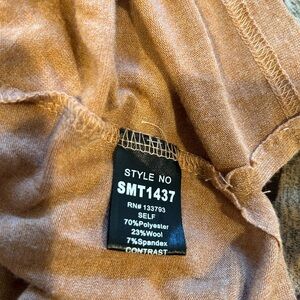 STYLE NO
SMT1437
RN# 133793
SELF
70%Polyester
23%Wool
7%Spandex
CONTRAST